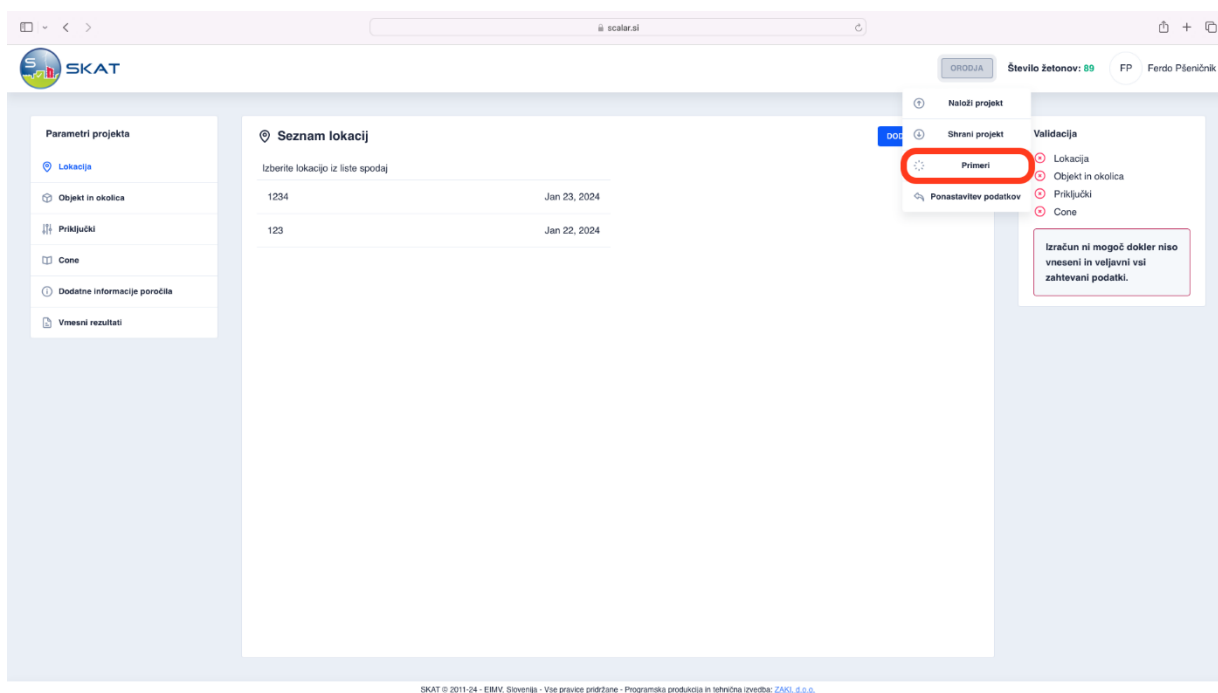 scalar.si
S
SKAT
ORODJA
Število žetonov: 89
FP
Ferdo Pšeničnik
Naloži projekt
Shrani projekt
Primeri
Ponastavitev podatkov
Parametri projekta
Lokacija
Objekt in okolica
Priključki
Cone
Dodatne informacije poročila
Vmesni rezultati
Seznam lokacij
Izberite lokacijo iz liste spodaj
1234 Jan 23, 2024
123 Jan 22, 2024
Validacija
Lokacija
Objekt in okolica
Priključki
Cone
Izračun ni mogoč dokler niso
vneseni in veljavni vsi
zahtevani podatki.
SKAT © 2011-24 - EIMV, Slovenija - Vse pravice pridržane - Programska produkcija in tehnična izvedba: ZAKI, d.o.o.